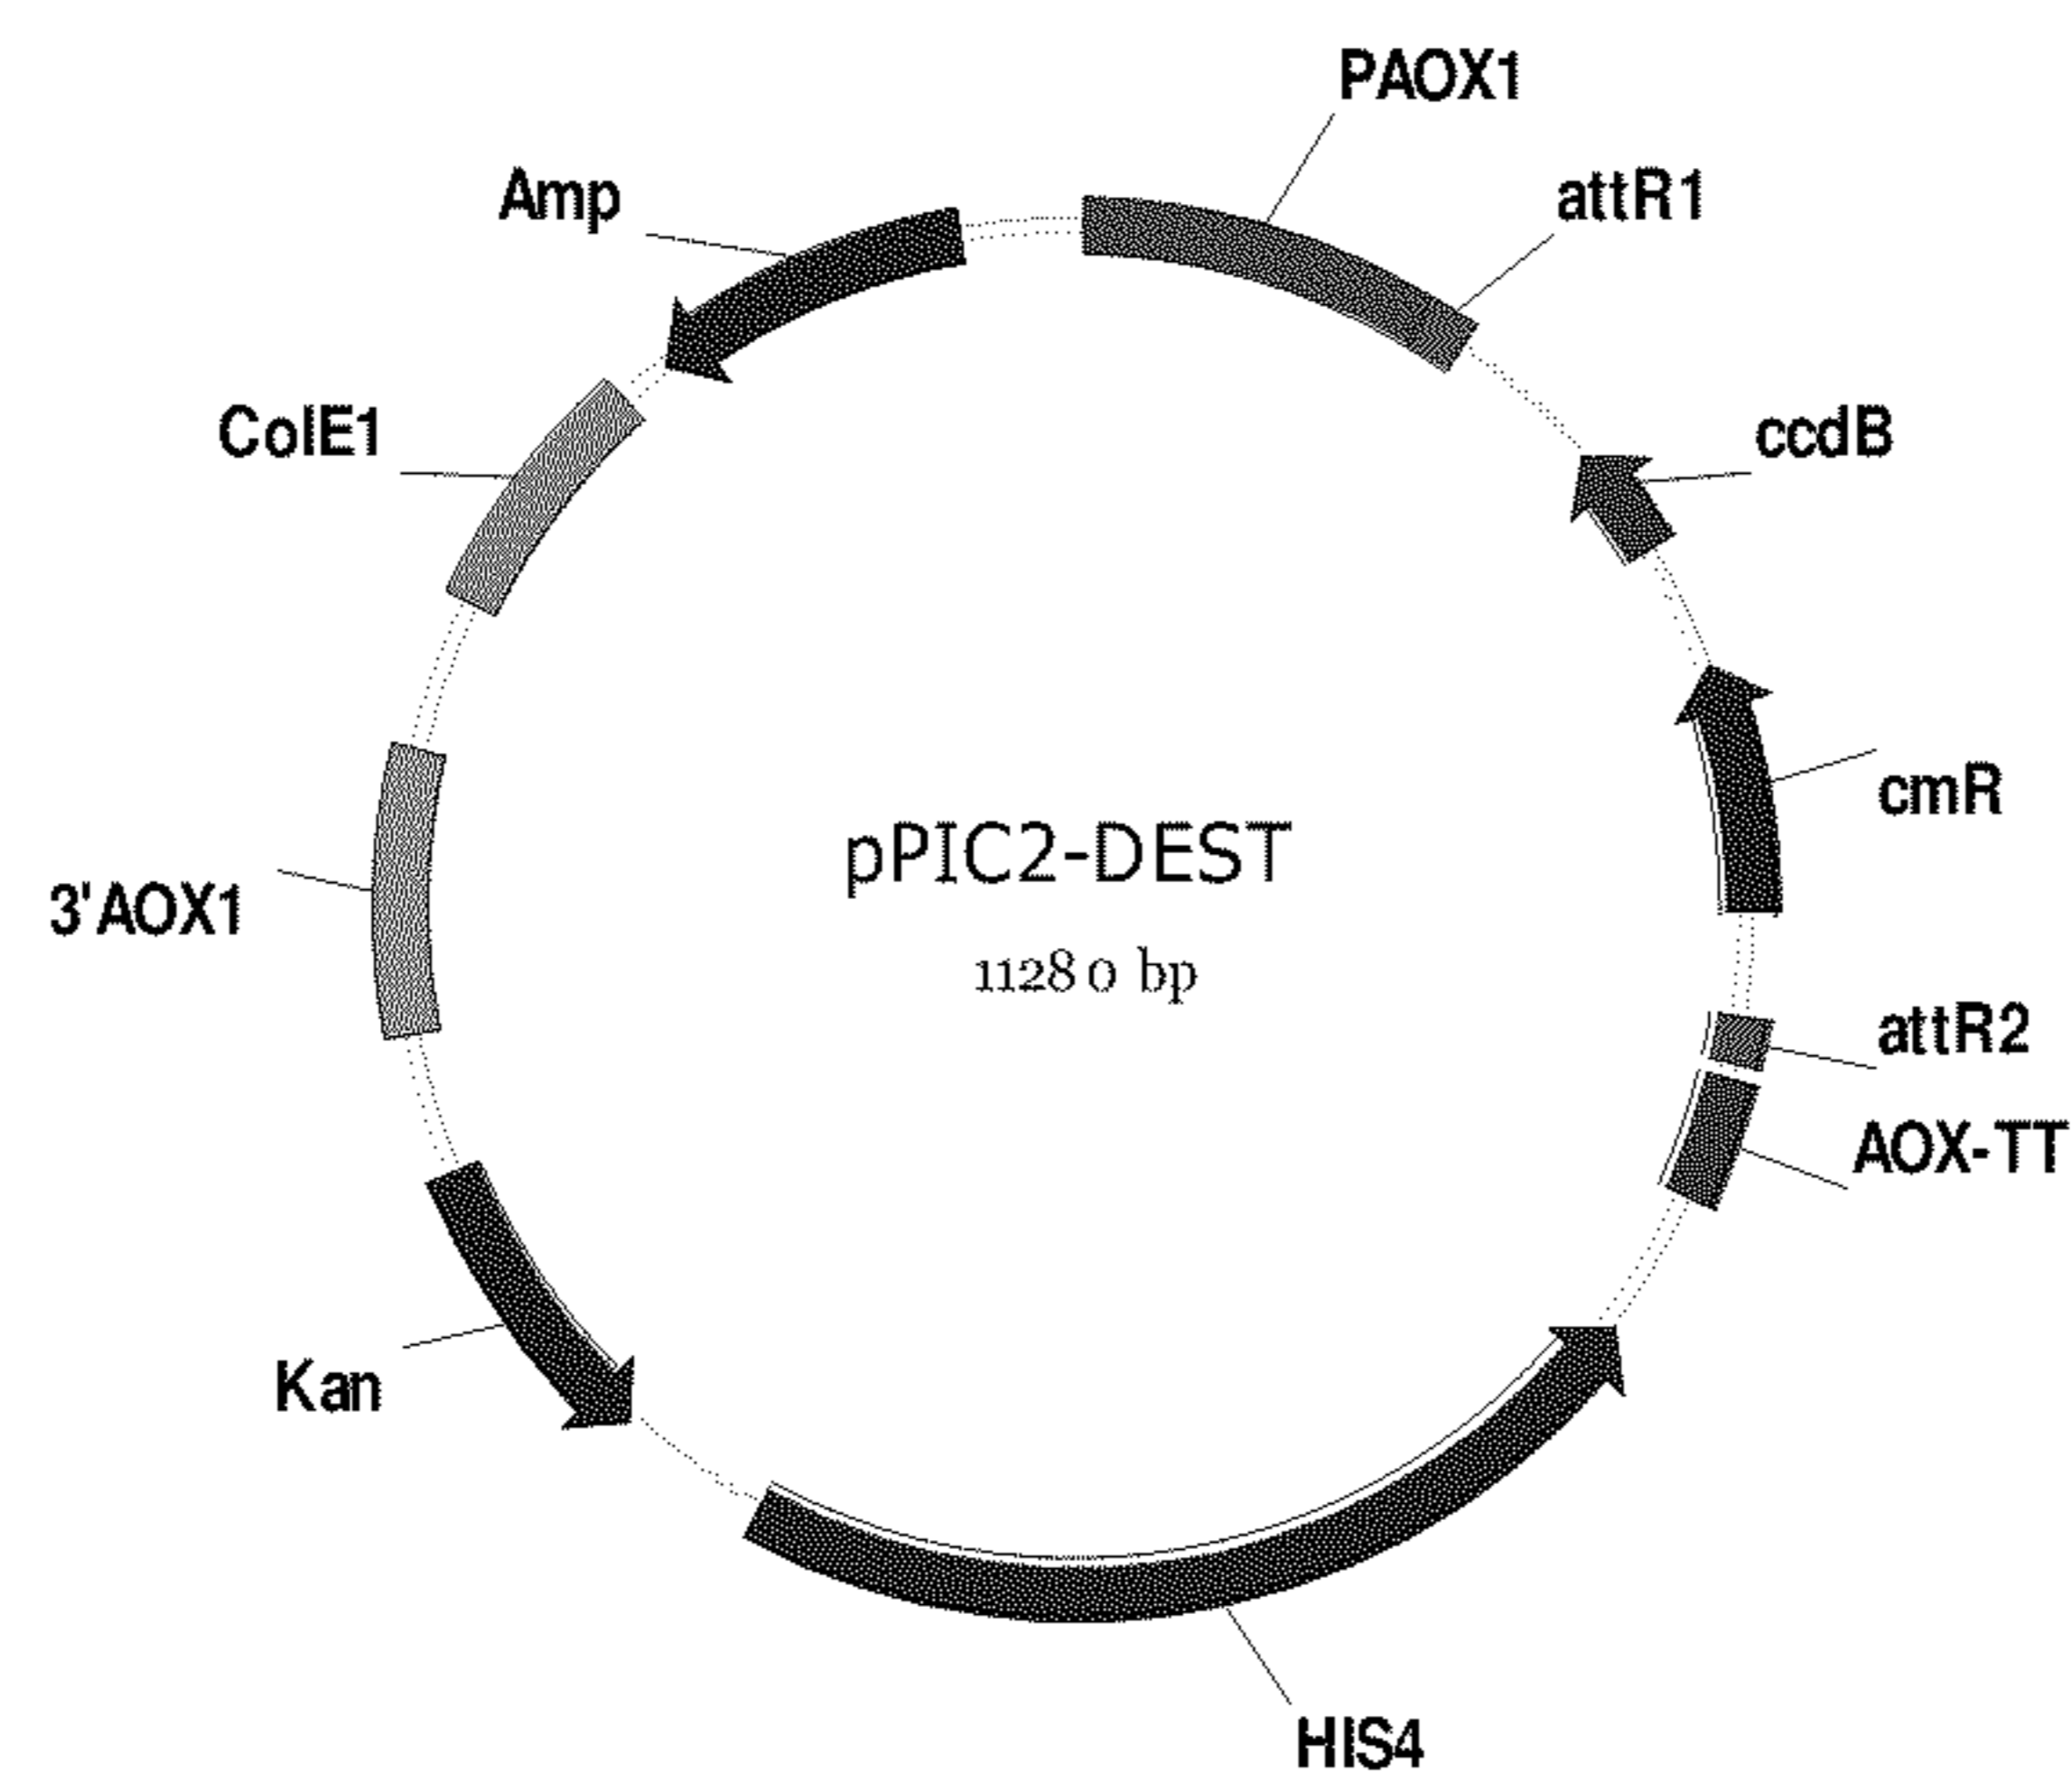 PAOX1
attR1
Amp
ccdB
ColE1
cmR
pPIC2-DEST
3'AOX1
11280 bp
attR2
AOX-TT
Kan
HIS4